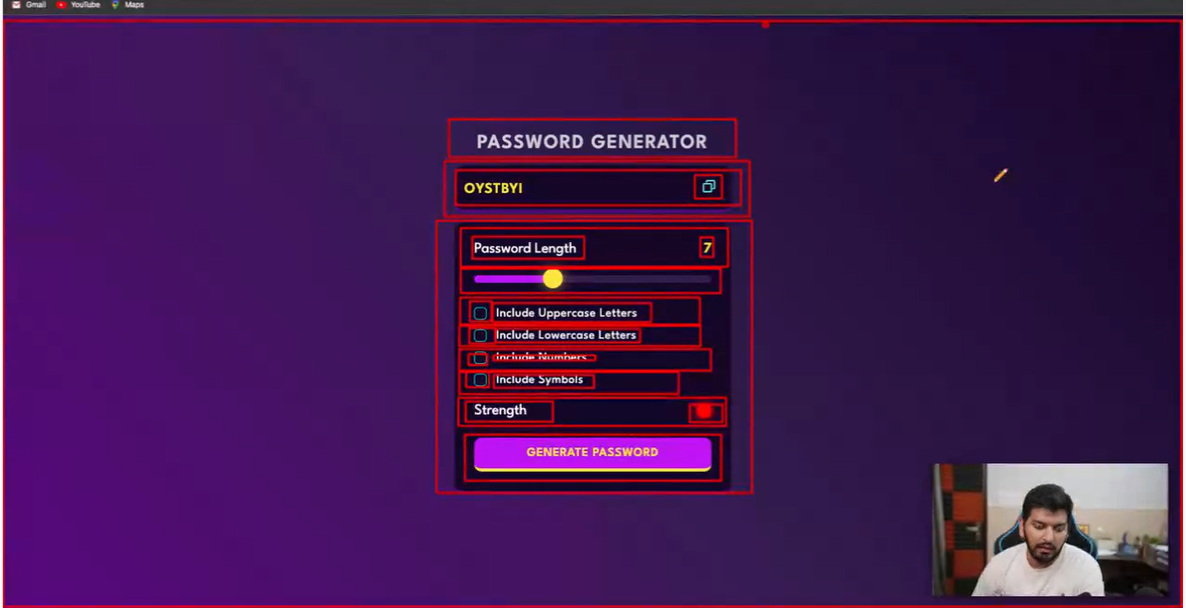 Gmail YouTube Maps
PASSWORD GENERATOR
OYSTBYI
Password Length 7
Include Uppercase Letters
Include Lowercase Letters
Include Numbers
Include Symbols
Strength
GENERATE PASSWORD